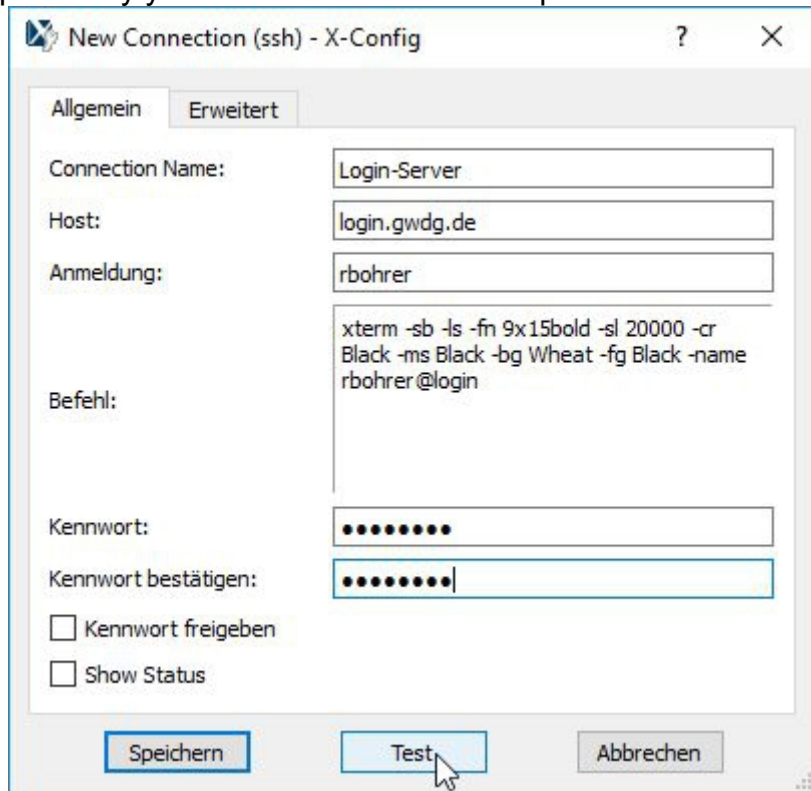 New Connection (ssh) - X-Config
Allgemein Erweitert
Connection Name: Login-Server
Host: login.gwdg.de
Anmeldung: rbohrer
Befehl: xterm -sb -ls -fn 9x15bold -sl 20000 -cr
Black -ms Black -bg Wheat -fg Black -name
rbohrer@login
Kennwort: ●●●●●●●●
Kennwort bestätigen: ●●●●●●●●
Kennwort freigeben
Show Status
Speichern Test Abbrechen